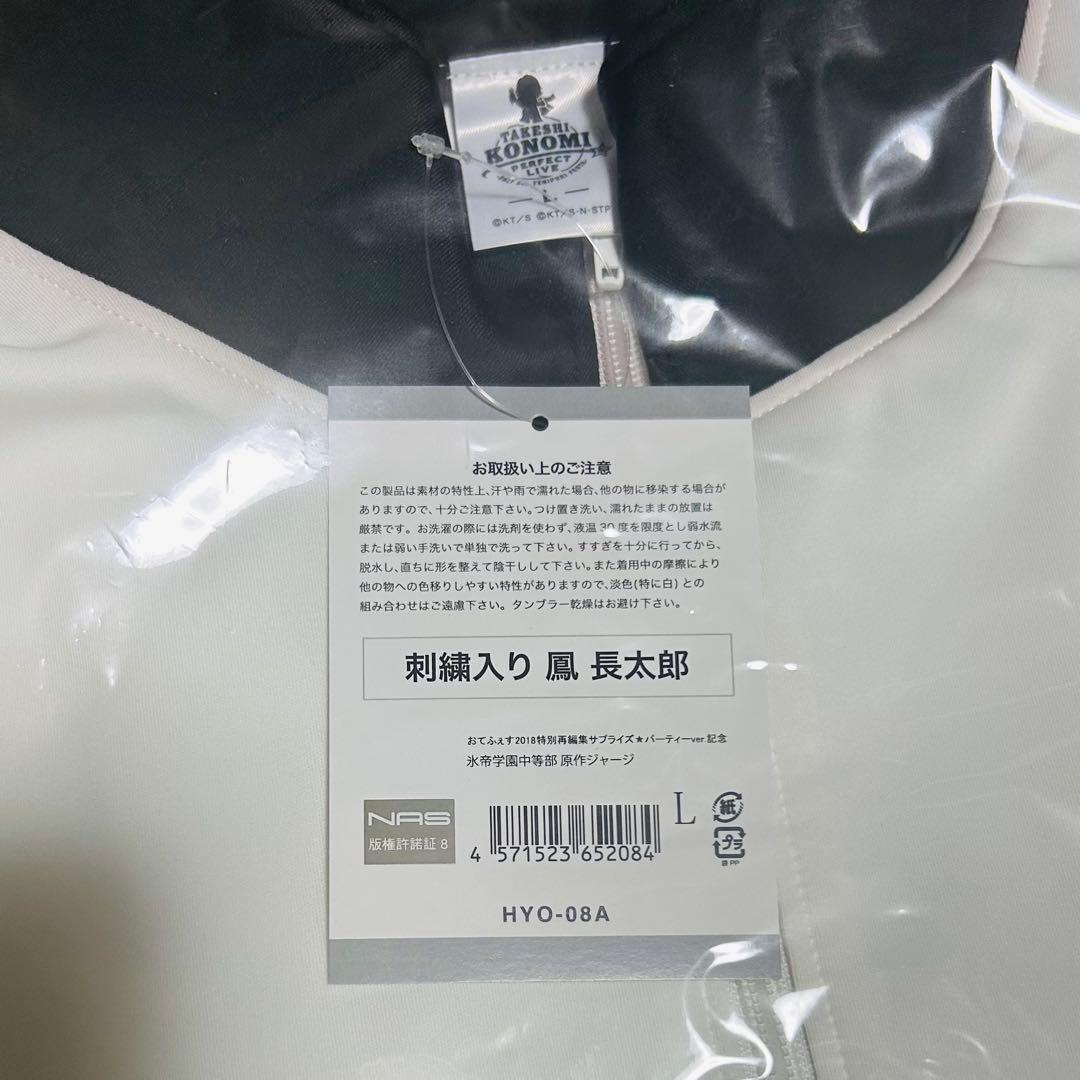 TAKESHI
KONOMI
PERFECT
LIVE
L
©KT/S ©KT/S·N·STP
お取扱い上のご注意
この製品は素材の特性上、汗や雨で濡れた場合、他の物に移染する場合が
ありますので、十分ご注意下さい。つけ置き洗い、濡れたままの放置は
厳禁です。お洗濯の際には洗剤を使わず、液温 30 度を限度とし弱水流
または弱い手洗いで単独で洗って下さい。すすぎを十分に行ってから、
脱水し、直ちに形を整えて陰干しして下さい。また着用中の摩擦により
他の物への色移りしやすい特性がありますので、淡色(特に白)との
組み合わせはご遠慮下さい。タンブラー乾燥はお避け下さい。
刺繍入り 鳳 長太郎
おてふぇす2018特別再編集サプライズ★パーティーver.記念
氷帝学園中等部 原作ジャージ
NAS
版権許諾証 8
4 571523 652084
L
紙
プラ
袋 PP
HYO-08A